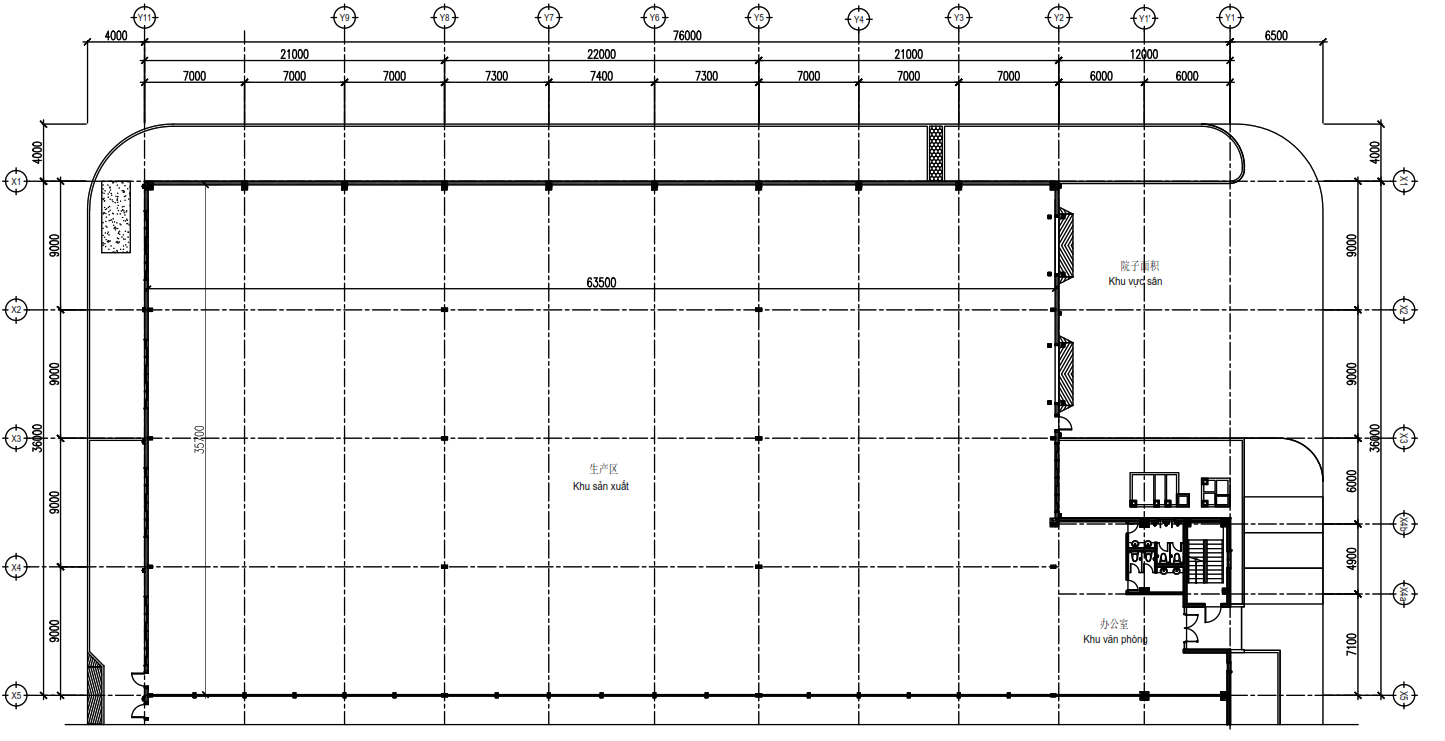 Y11 Y9 Y8 Y7 Y6 Y5 Y4 Y3 Y2 Y1' Y1
4000 76000 6500
21000 22000 21000 12000
7000 7000 7000 7300 7400 7300 7000 7000 7000 6000 6000
4000 4000
X1 X1
9000 9000
院子面积
Khu vực sân
63500
X2 X2
9000 9000
X3 36000 35700 36000 X3
生产区
Khu sản xuất
6000
9000
X4b
X4 4900
X4a
办公室
Khu văn phòng
9000 7100
X5 X5